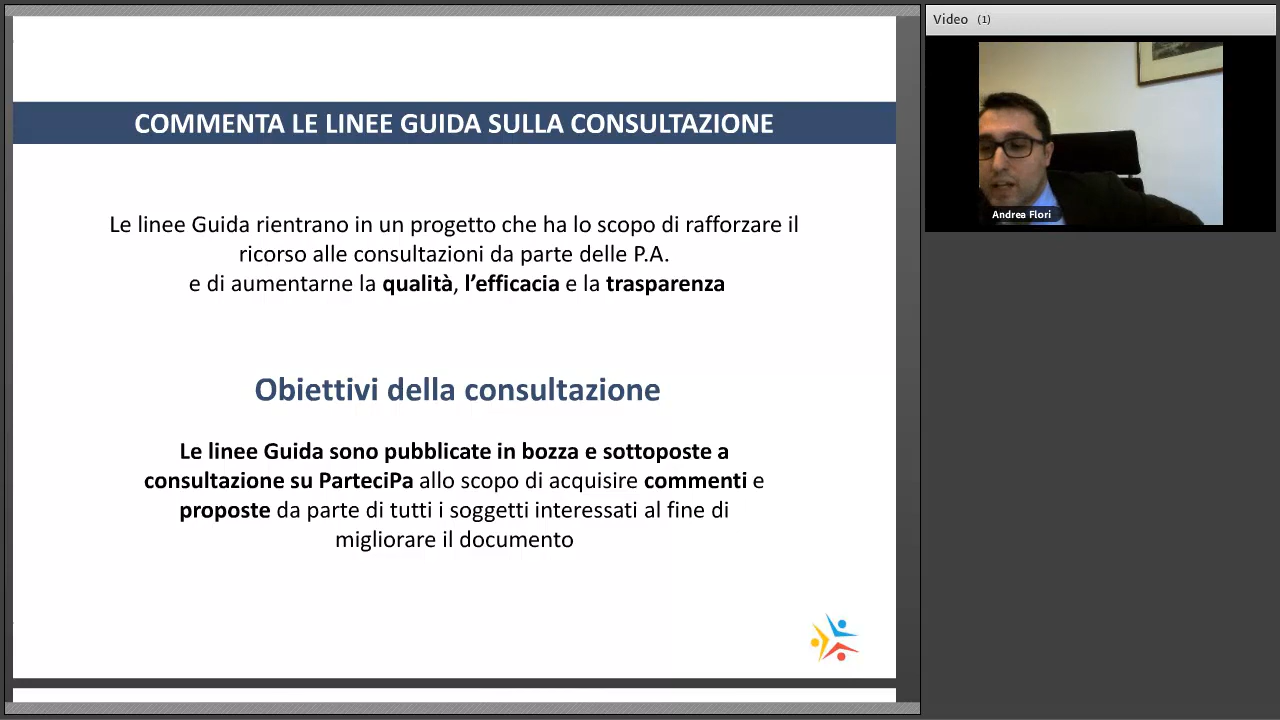 COMMENTA LE LINEE GUIDA SULLA CONSULTAZIONE
Le linee Guida rientrano in un progetto che ha lo scopo di rafforzare il
ricorso alle consultazioni da parte delle P.A.
e di aumentarne la qualità, l’efficacia e la trasparenza
Obiettivi della consultazione
Le linee Guida sono pubblicate in bozza e sottoposte a
consultazione su ParteciPa allo scopo di acquisire commenti e
proposte da parte di tutti i soggetti interessati al fine di
migliorare il documento
Video (1)
Andrea Flori